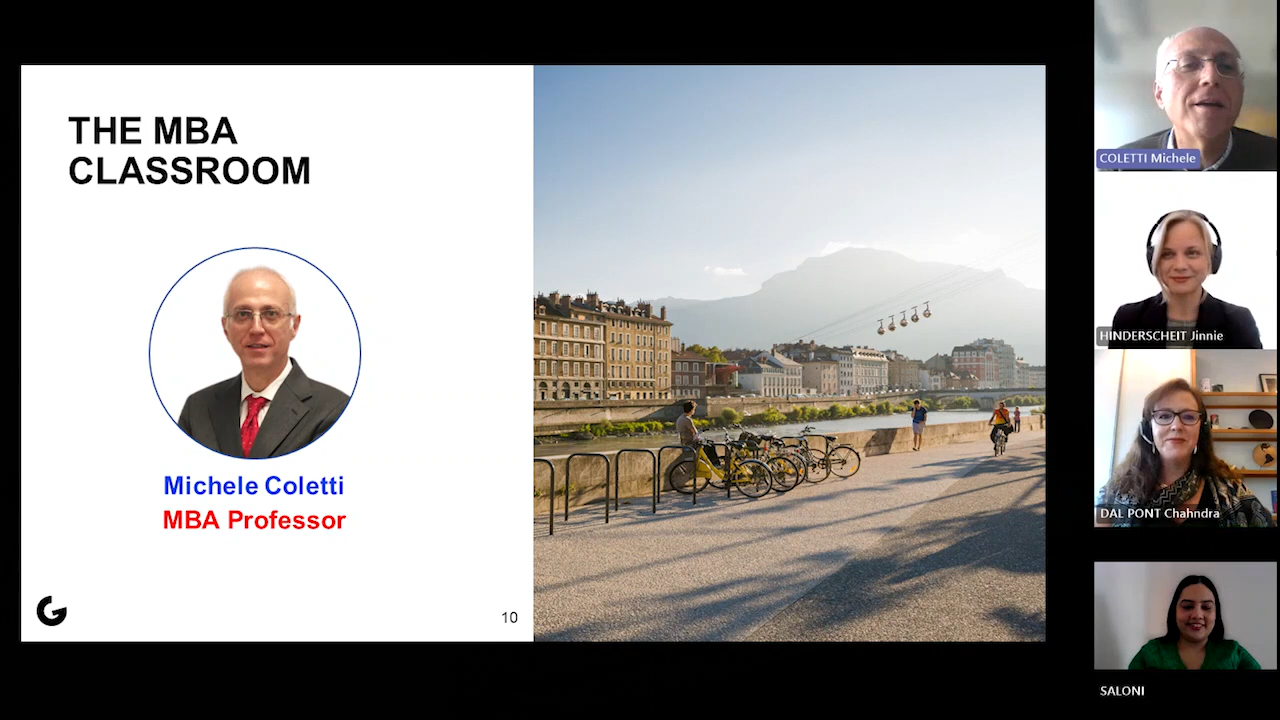 THE MBA
CLASSROOM
Michele Coletti
MBA Professor
10
COLETTI Michele
HINDERSCHEIT Jinnie
DAL PONT Chahndra
SALONI